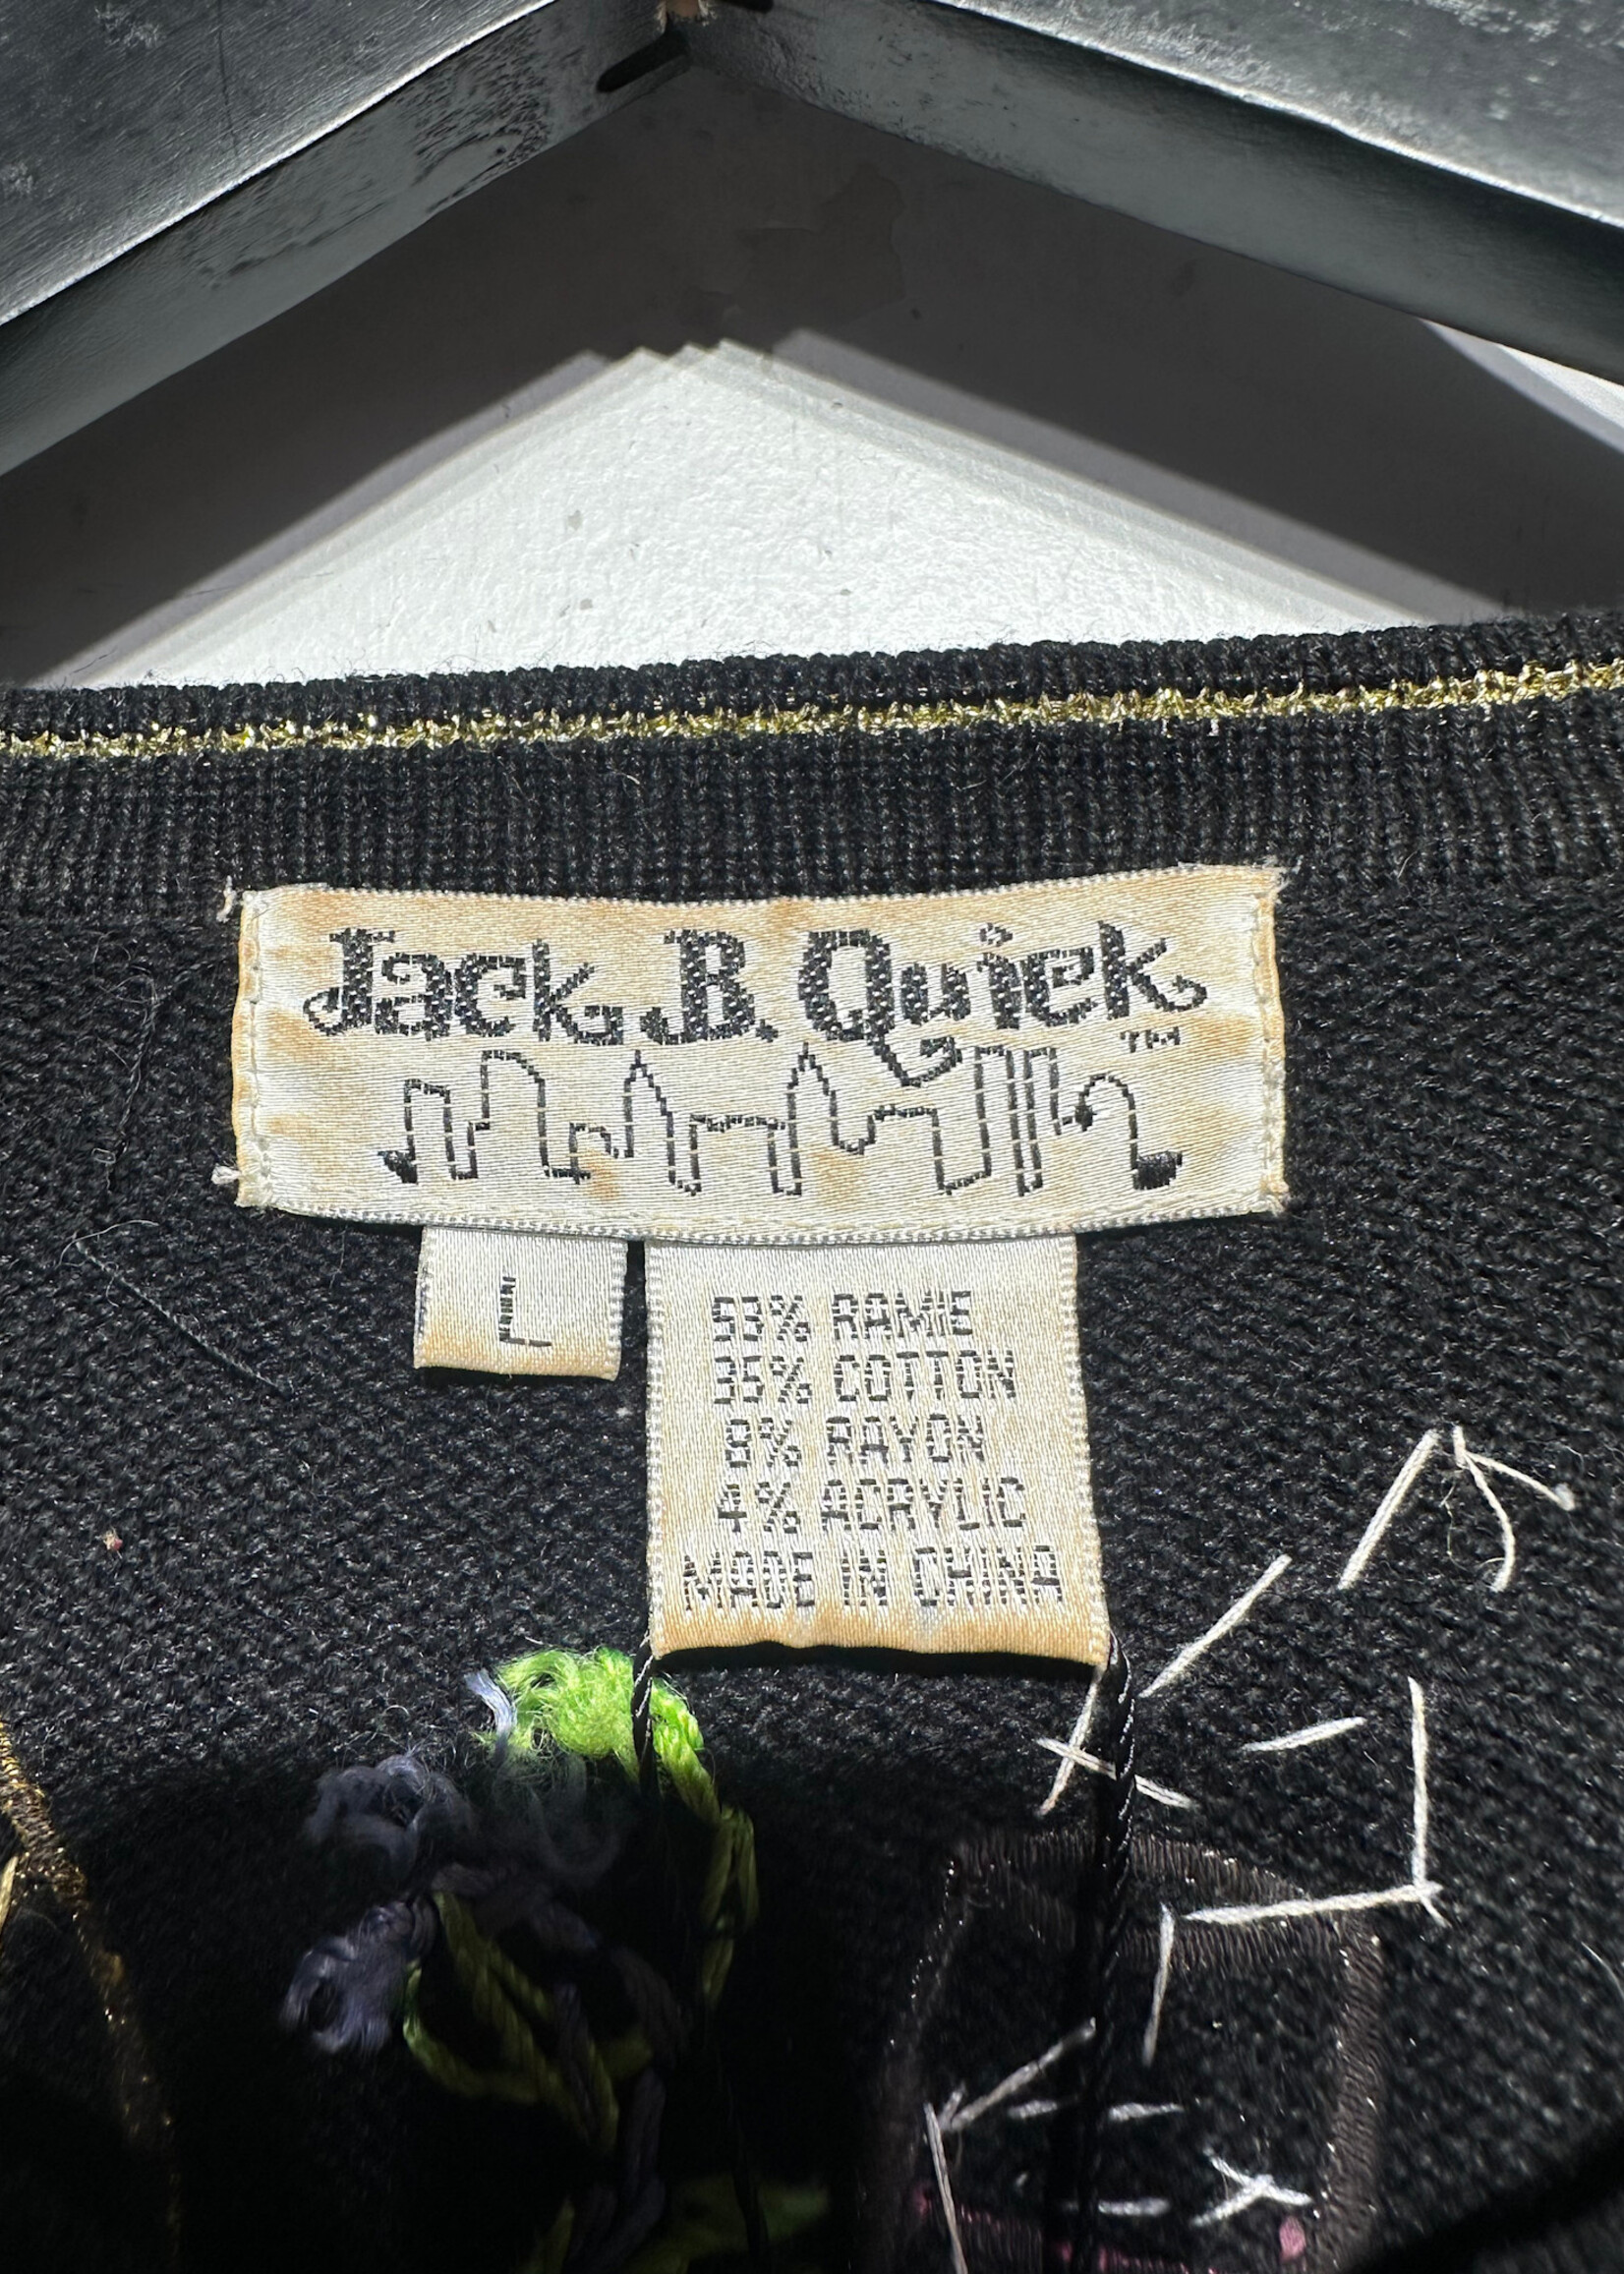 Jack B. Quick
TM
L
53% RAMIE
35% COTTON
8% RAYON
4% ACRYLIC
MADE IN CHINA